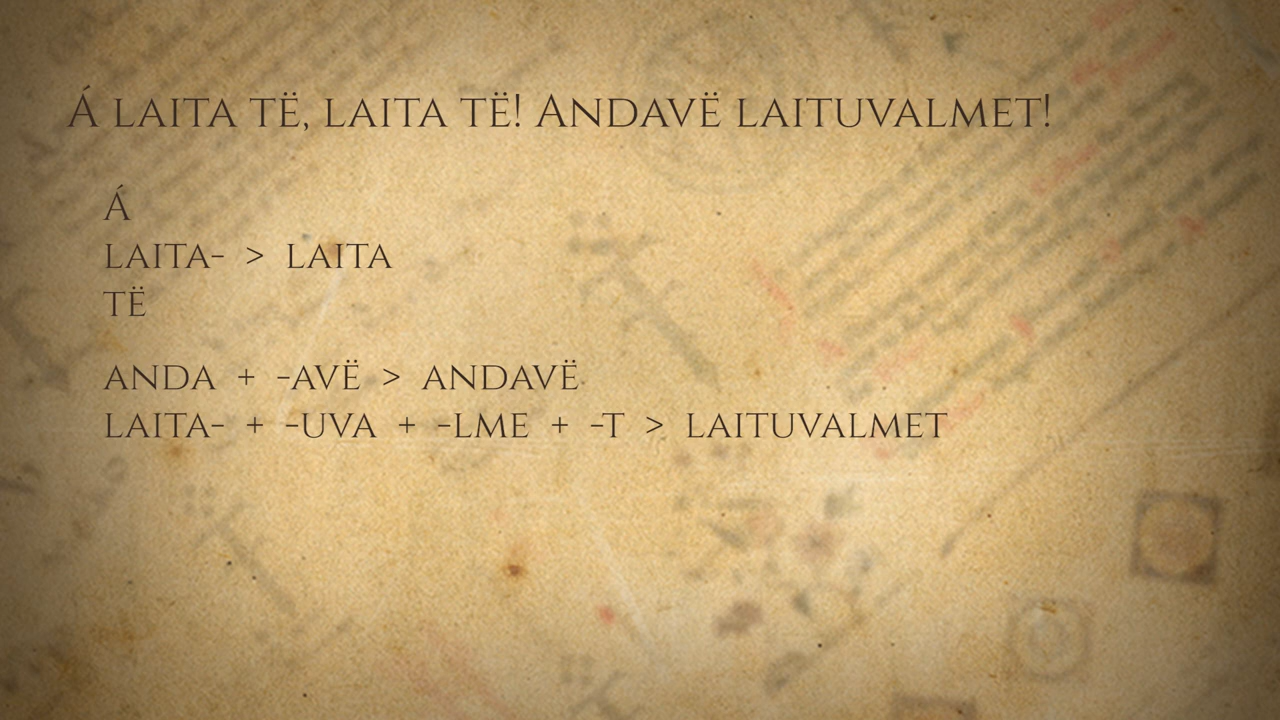 Á LAITA TË, LAITA TË! ANDAVË LAITUVALMET!
Á
LAITA- > LAITA
TË
ANDA + -AVË > ANDAVË
LAITA- + -UVA + -LME + -T > LAITUVALMET